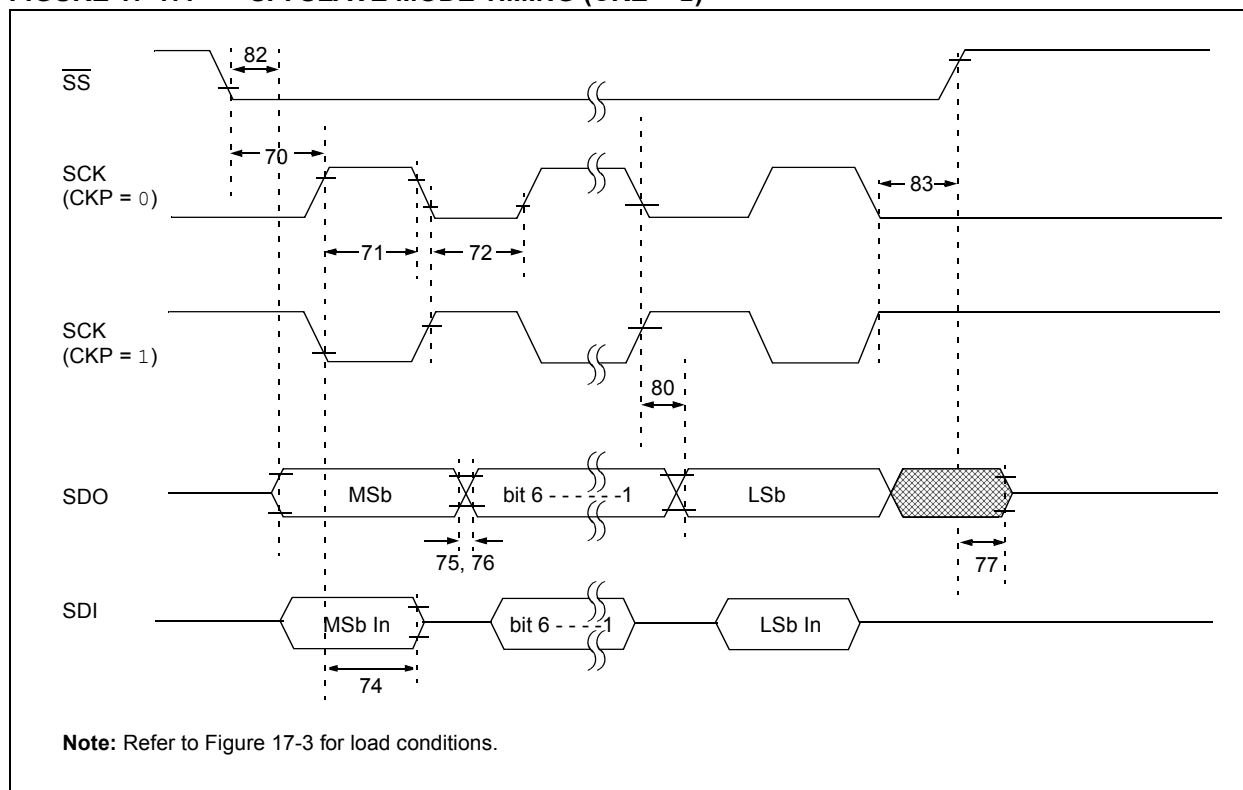 82
SS
70
SCK
(CKP = 0)
83
71
72
SCK
(CKP = 1)
80
SDO
MSb
bit 6 - - - - - -1
LSb
75, 76
77
SDI
MSb In
bit 6 - - - -1
LSb In
74
Note: Refer to Figure 17-3 for load conditions.